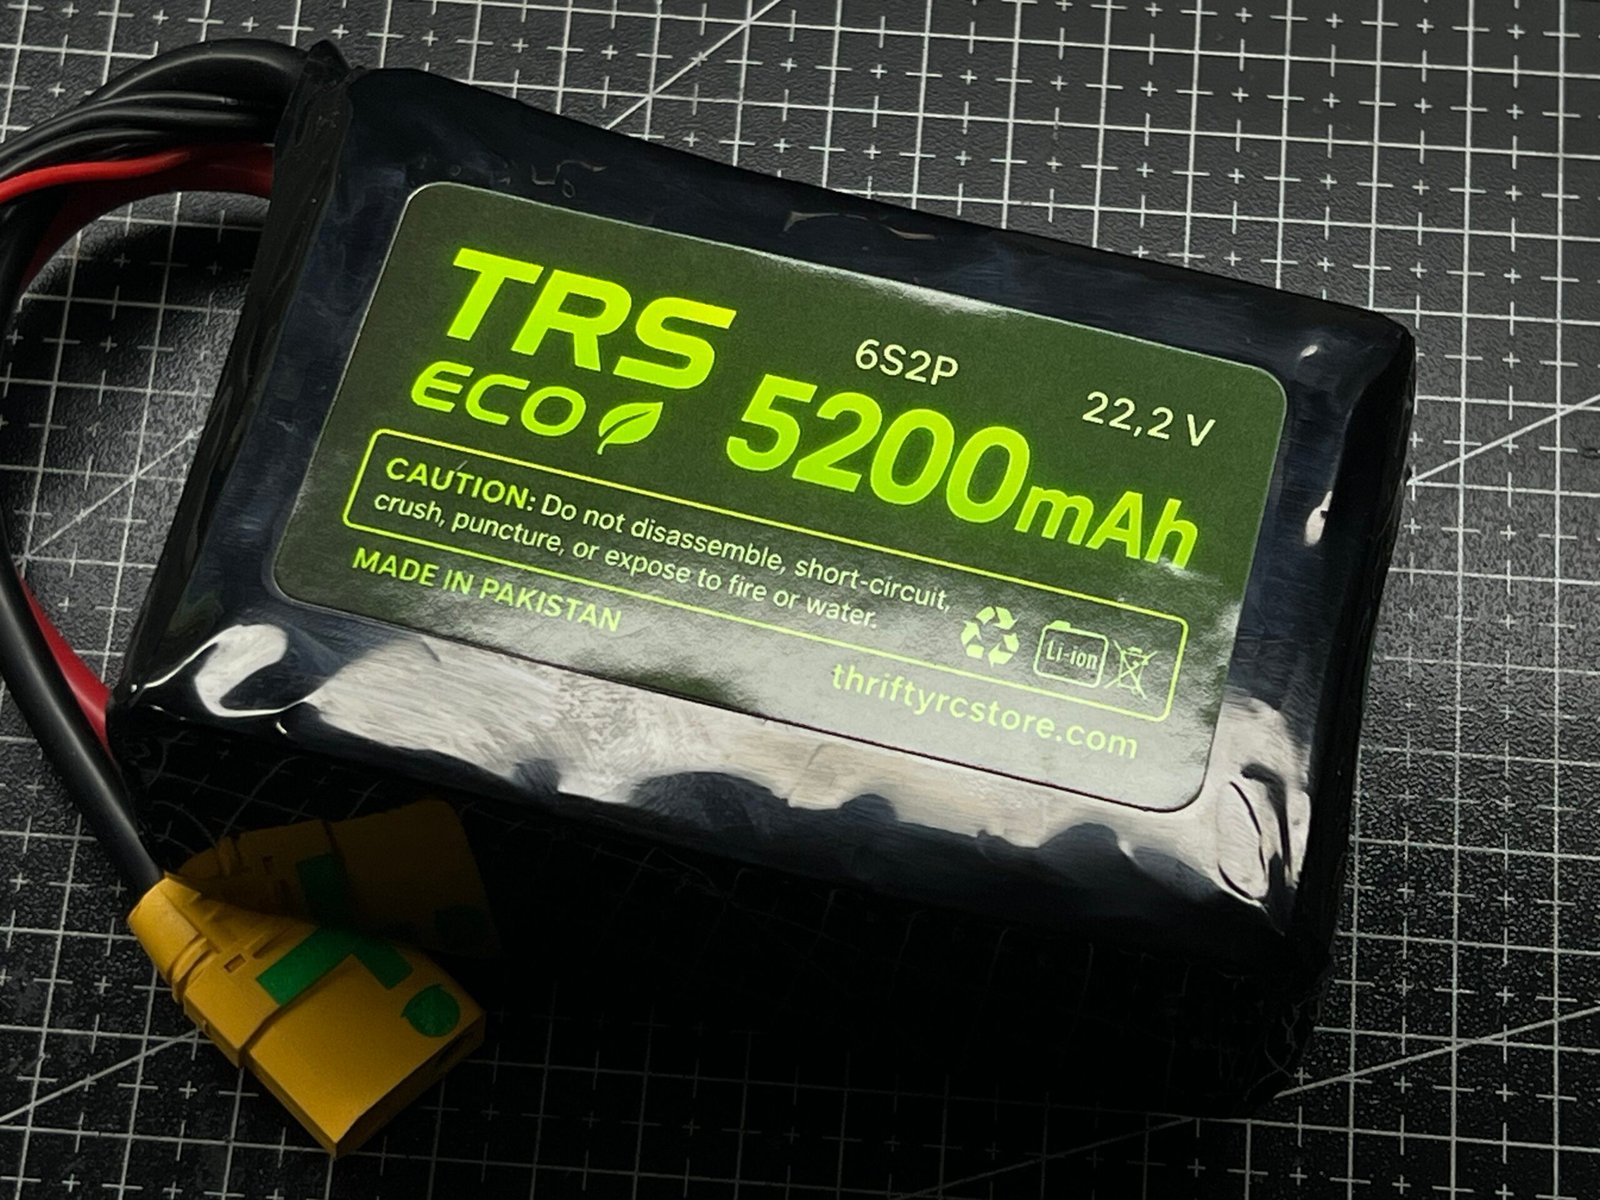 TRS
ECO
6S2P
22,2 V
5200mAh
CAUTION: Do not disassemble, short-circuit,
crush, puncture, or expose to fire or water.
Li-ion
MADE IN PAKISTAN
thriftyrcstore.com